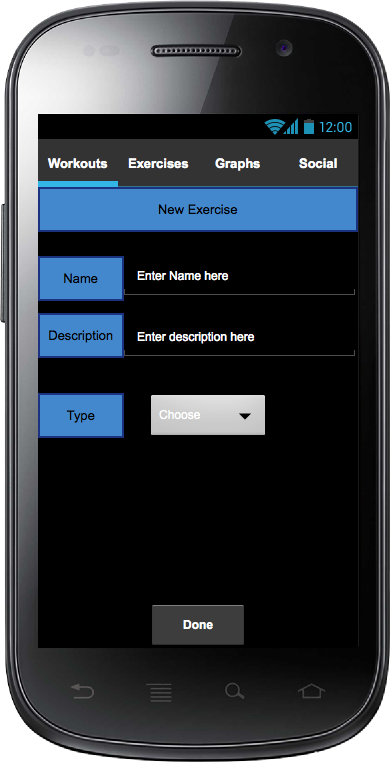 12:00
Workouts Exercises Graphs Social
New Exercise
Name Enter Name here
Description Enter description here
Type Choose
Done